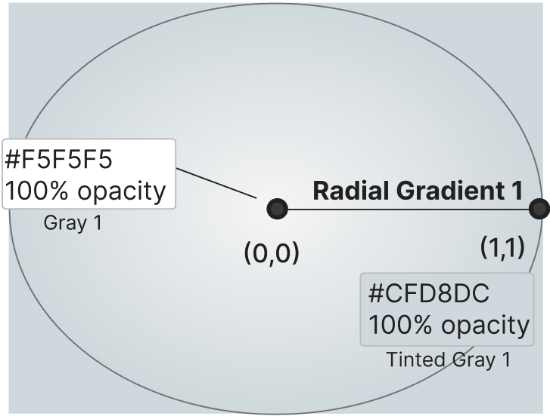 #F5F5F5
100% opacity
Gray 1
Radial Gradient 1
(0,0)
(1,1)
#CFD8DC
100% opacity
Tinted Gray 1